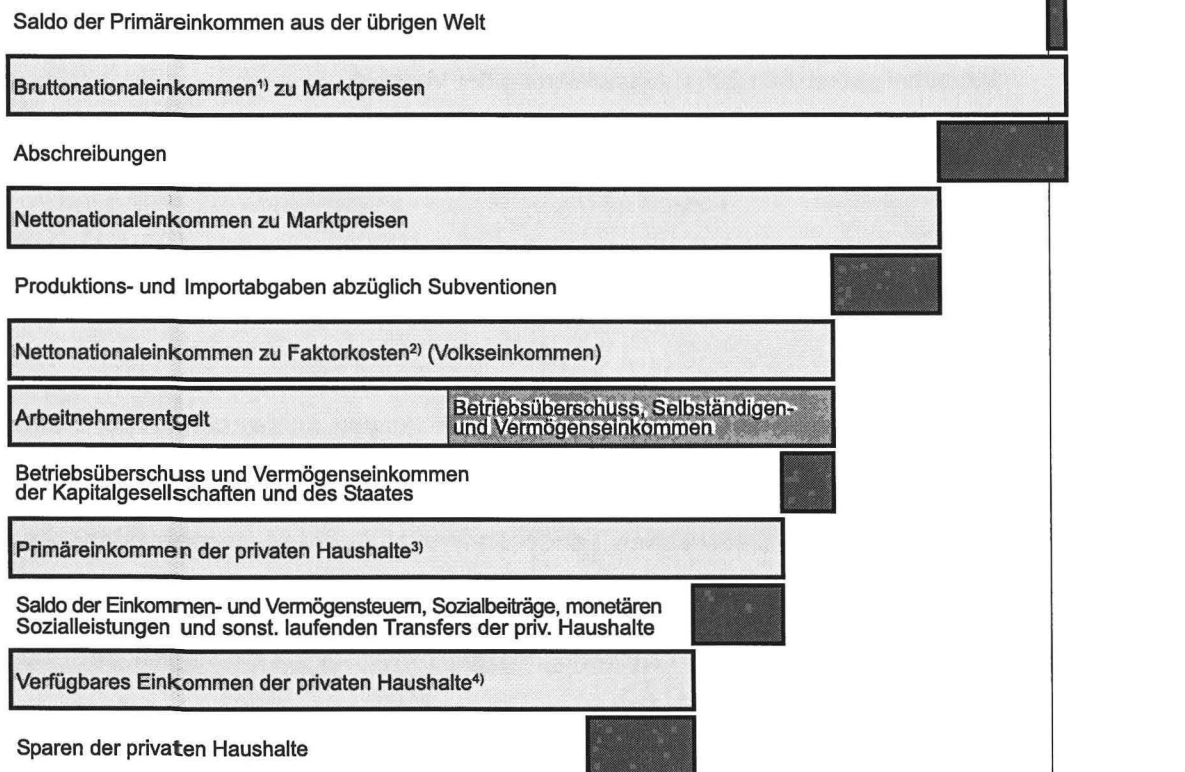 Saldo der Primäreinkommen aus der übrigen Welt
Bruttonationaleinkommen¹⁾ zu Marktpreisen
Abschreibungen
Nettonationaleinkommen zu Marktpreisen
Produktions- und Importabgaben abzüglich Subventionen
Nettonationaleinkommen zu Faktorkosten²⁾ (Volkseinkommen)
Arbeitnehmerentgelt
Betriebsüberschuss, Selbständigen-
und Vermögenseinkommen
Betriebsüberschuss und Vermögenseinkommen
der Kapitalgesellschaften und des Staates
Primäreinkommen der privaten Haushalte³⁾
Saldo der Einkommen- und Vermögensteuern, Sozialbeiträge, monetären
Sozialleistungen und sonst. laufenden Transfers der priv. Haushalte
Verfügbares Einkommen der privaten Haushalte⁴⁾
Sparen der privaten Haushalte